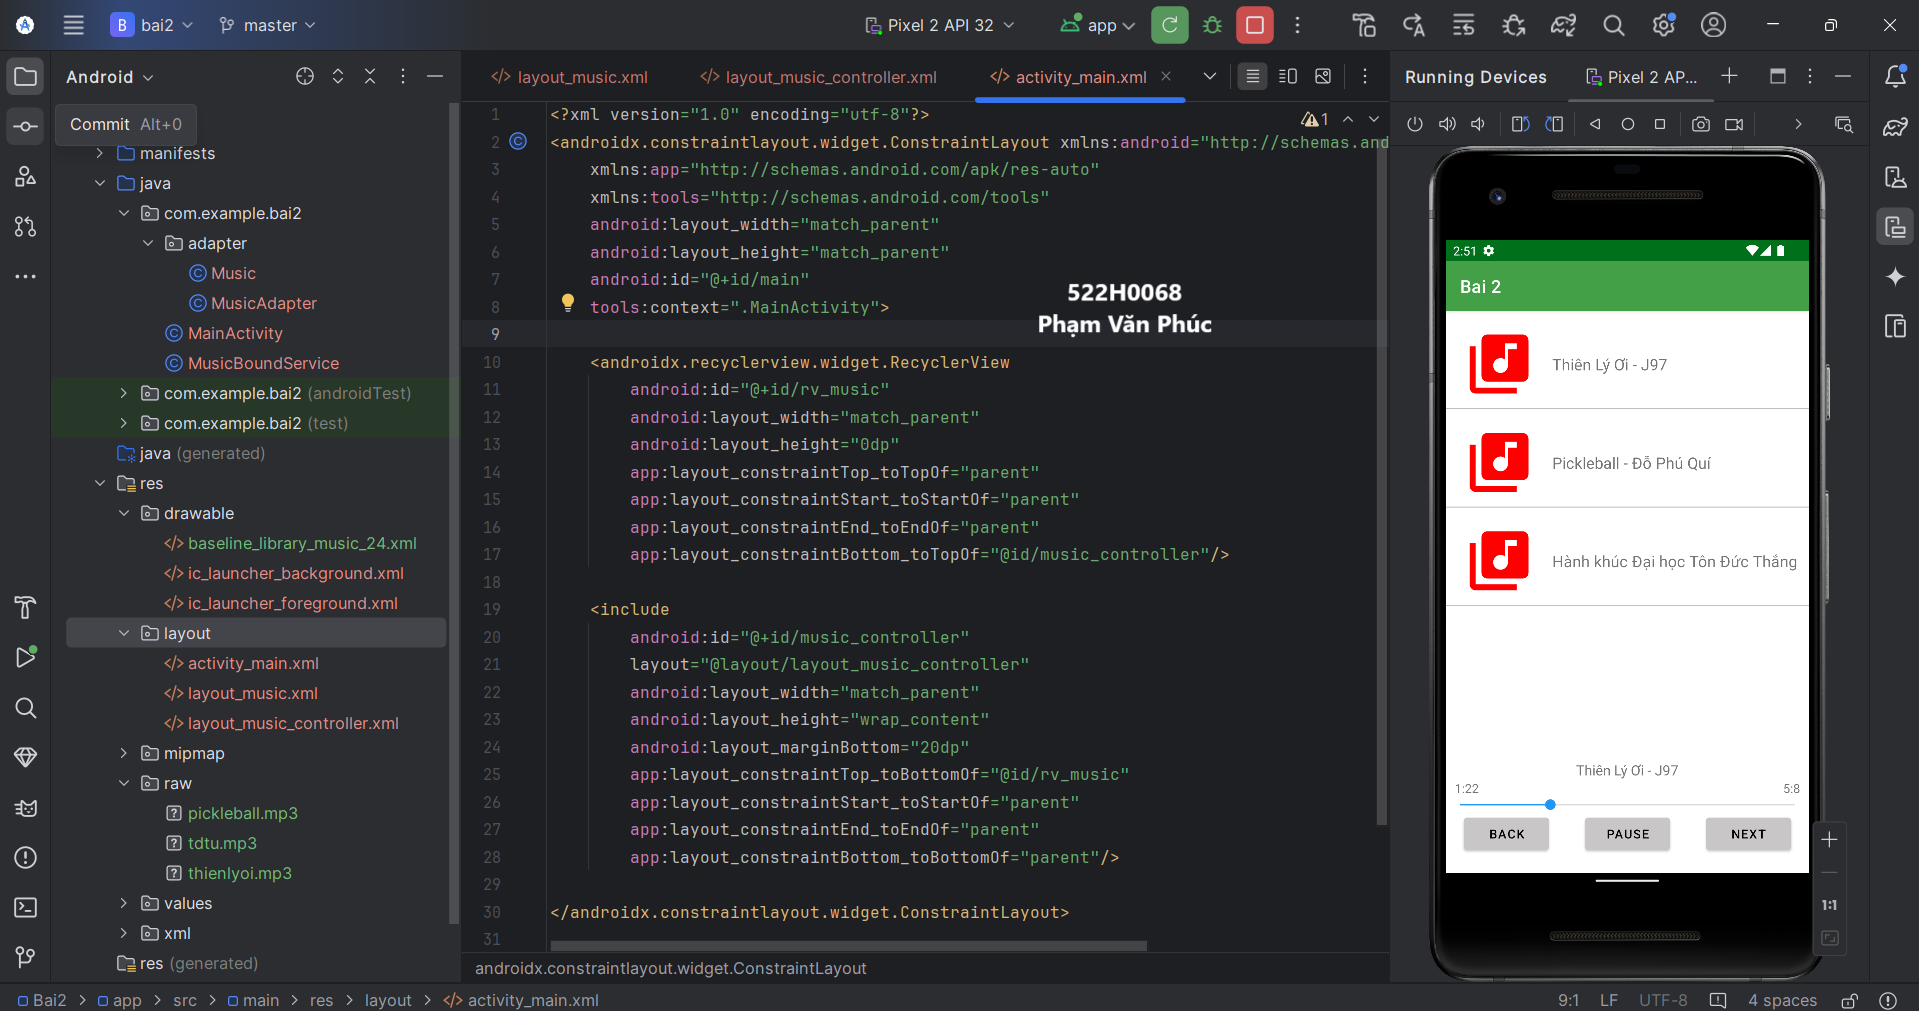 B bai2
master
Pixel 2 API 32
app
Android
Commit Alt+0
manifests
java
com.example.bai2
adapter
Music
MusicAdapter
MainActivity
MusicBoundService
com.example.bai2 (androidTest)
com.example.bai2 (test)
java (generated)
res
drawable
baseline_library_music_24.xml
ic_launcher_background.xml
ic_launcher_foreground.xml
layout
activity_main.xml
layout_music.xml
layout_music_controller.xml
mipmap
raw
pickleball.mp3
tdtu.mp3
thienlyoi.mp3
values
xml
res (generated)
layout_music.xml
layout_music_controller.xml
activity_main.xml
1
1 <?xml version="1.0" encoding="utf-8"?>
2 <androidx.constraintlayout.widget.ConstraintLayout xmlns:android="http://schemas.and
3 xmlns:app="http://schemas.android.com/apk/res-auto"
4 xmlns:tools="http://schemas.android.com/tools"
5 android:layout_width="match_parent"
6 android:layout_height="match_parent"
7 android:id="@+id/main"
8 tools:context=".MainActivity">
9
10 <androidx.recyclerview.widget.RecyclerView
11 android:id="@+id/rv_music"
12 android:layout_width="match_parent"
13 android:layout_height="0dp"
14 app:layout_constraintTop_toTopOf="parent"
15 app:layout_constraintStart_toStartOf="parent"
16 app:layout_constraintEnd_toEndOf="parent"
17 app:layout_constraintBottom_toTopOf="@id/music_controller"/>
18
19 <include
20 android:id="@+id/music_controller"
21 layout="@layout/layout_music_controller"
22 android:layout_width="match_parent"
23 android:layout_height="wrap_content"
24 android:layout_marginBottom="20dp"
25 app:layout_constraintTop_toBottomOf="@id/rv_music"
26 app:layout_constraintStart_toStartOf="parent"
27 app:layout_constraintEnd_toEndOf="parent"
28 app:layout_constraintBottom_toBottomOf="parent"/>
29
30 </androidx.constraintlayout.widget.ConstraintLayout>
31
522H0068
Phạm Văn Phúc
androidx.constraintlayout.widget.ConstraintLayout
Running Devices
Pixel 2 AP...
2:51
Bai 2
Thiên Lý Ơi - J97
Pickleball - Đỗ Phú Quí
Hành khúc Đại học Tôn Đức Thắng
Thiên Lý Ơi - J97
1:22 5:8
BACK PAUSE NEXT
1:1
Bai2 > app > src > main > res > layout > activity_main.xml
9:1 LF UTF-8 4 spaces